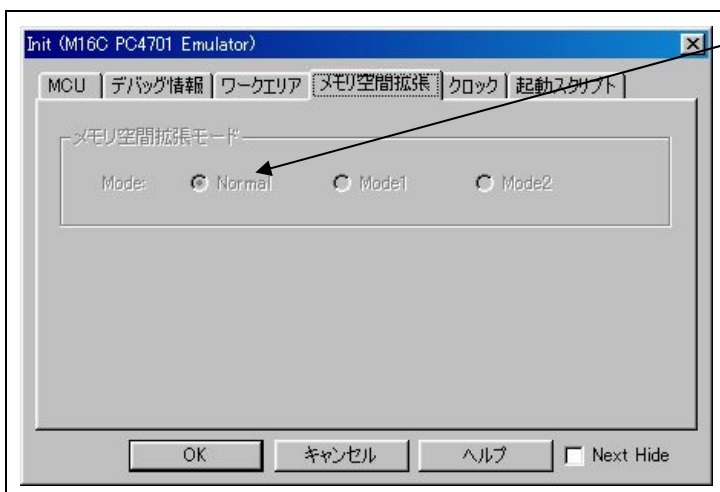 Init (M16C PC4701 Emulator)
MCU デバッグ情報 ワークエリア メモリ空間拡張 クロック 起動スクリプト
メモリ空間拡張モード
Mode: Normal Mode1 Mode2
OK キャンセル ヘルプ Next Hide